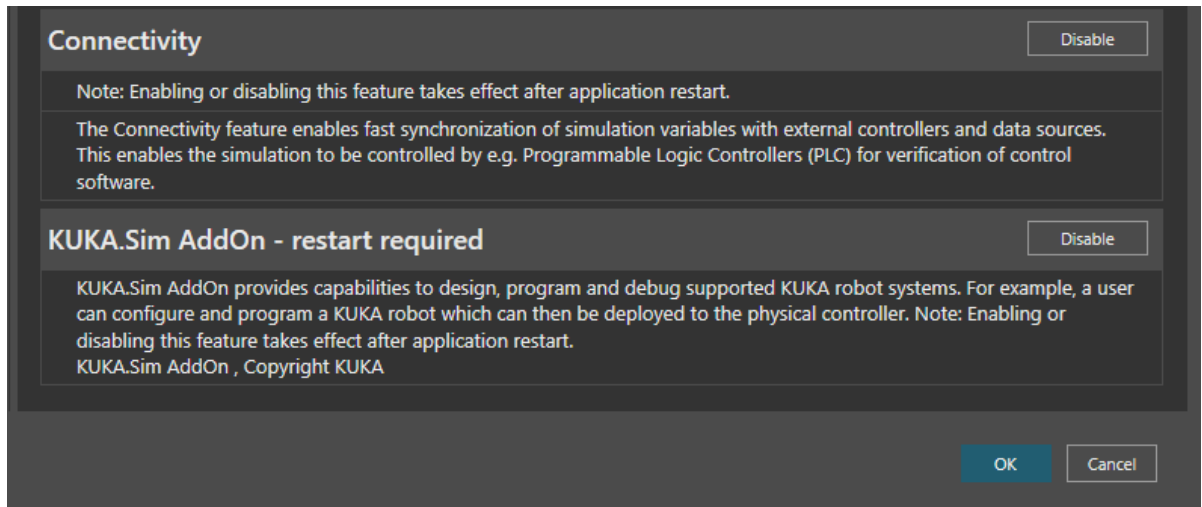 Connectivity
Disable
Note: Enabling or disabling this feature takes effect after application restart.
The Connectivity feature enables fast synchronization of simulation variables with external controllers and data sources.
This enables the simulation to be controlled by e.g. Programmable Logic Controllers (PLC) for verification of control
software.
KUKA.Sim AddOn - restart required
Disable
KUKA.Sim AddOn provides capabilities to design, program and debug supported KUKA robot systems. For example, a user
can configure and program a KUKA robot which can then be deployed to the physical controller. Note: Enabling or
disabling this feature takes effect after application restart.
KUKA.Sim AddOn , Copyright KUKA
OK
Cancel